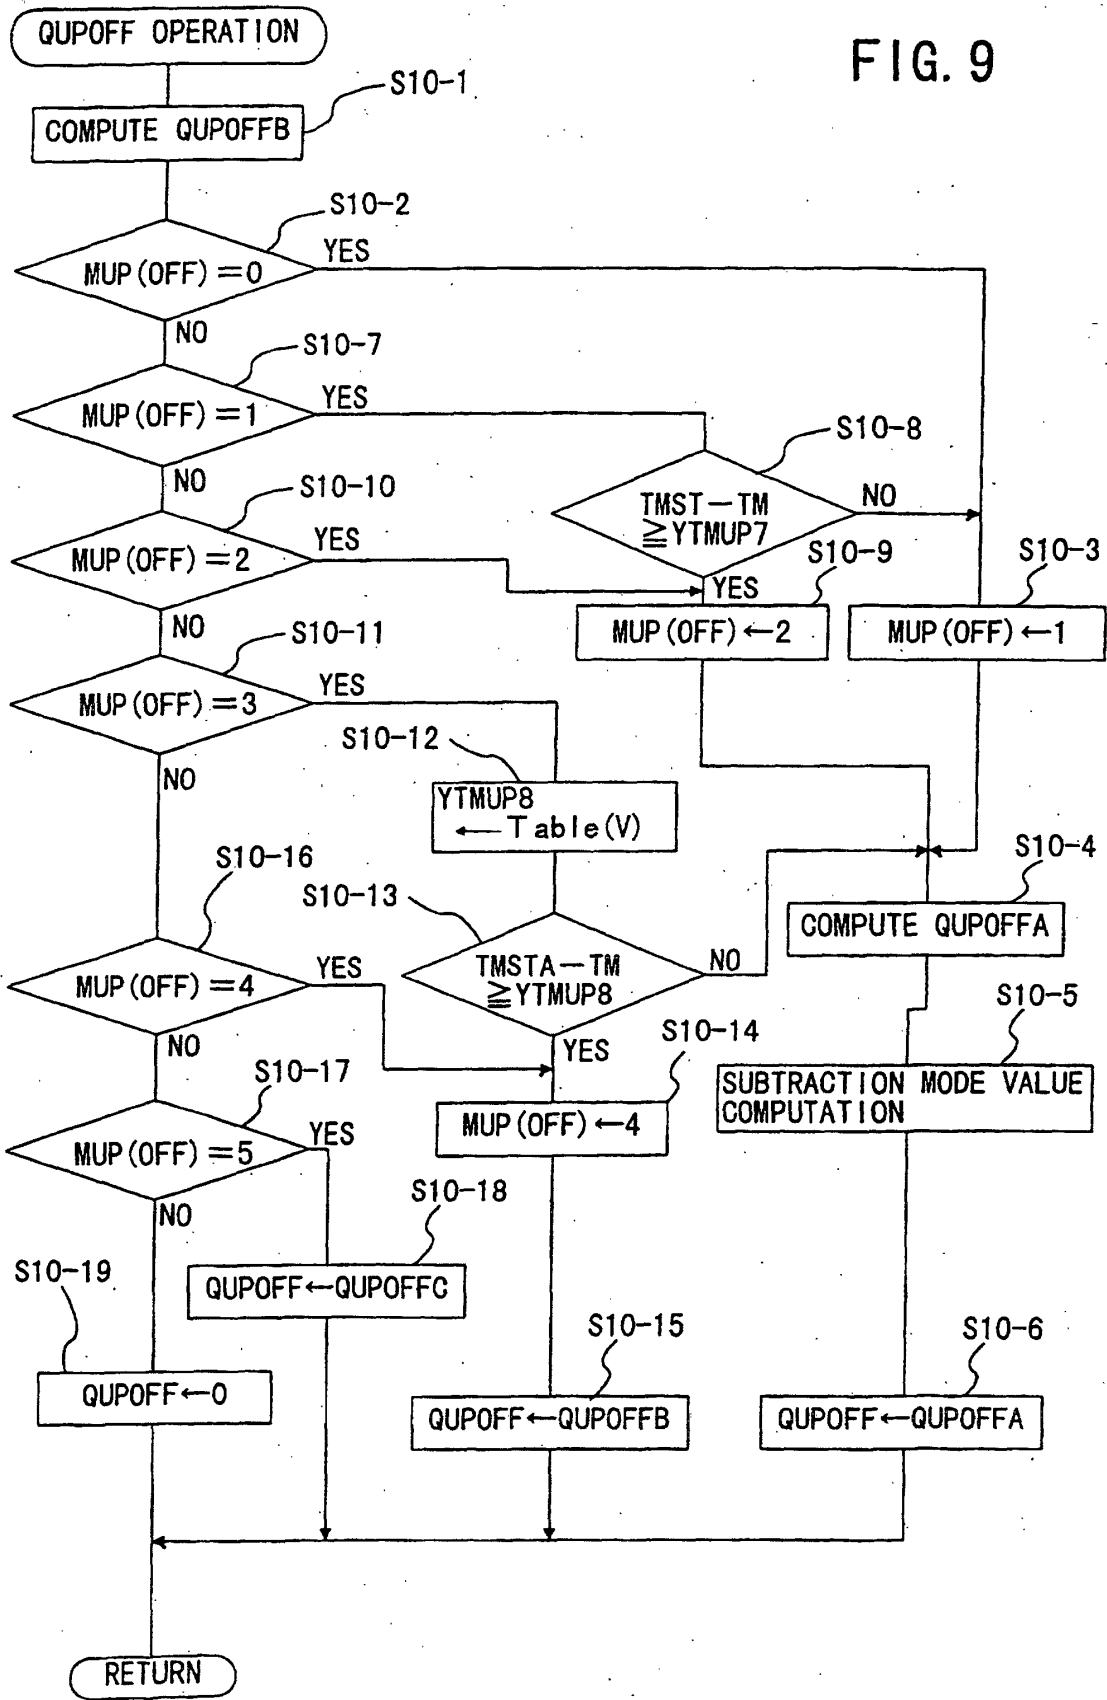 QUPOFF OPERATION
FIG. 9
S10-1
COMPUTE QUPOFFB
S10-2
MUP(OFF)=0
YES
NO
S10-7
MUP(OFF)=1
YES
NO
S10-8
TMST-TM
≧YTMUP7
NO
YES
S10-10
MUP(OFF)=2
YES
NO
S10-9
MUP(OFF)←2
S10-3
MUP(OFF)←1
S10-11
MUP(OFF)=3
YES
NO
S10-12
YTMUP8
←Table(V)
S10-13
TMSTA-TM
≧YTMUP8
NO
YES
S10-4
COMPUTE QUPOFFA
S10-16
MUP(OFF)=4
YES
NO
S10-5
SUBTRACTION MODE VALUE
COMPUTATION
S10-14
MUP(OFF)←4
S10-17
MUP(OFF)=5
YES
NO
S10-18
QUPOFF←QUPOFFC
S10-19
QUPOFF←0
S10-15
QUPOFF←QUPOFFB
S10-6
QUPOFF←QUPOFFA
RETURN